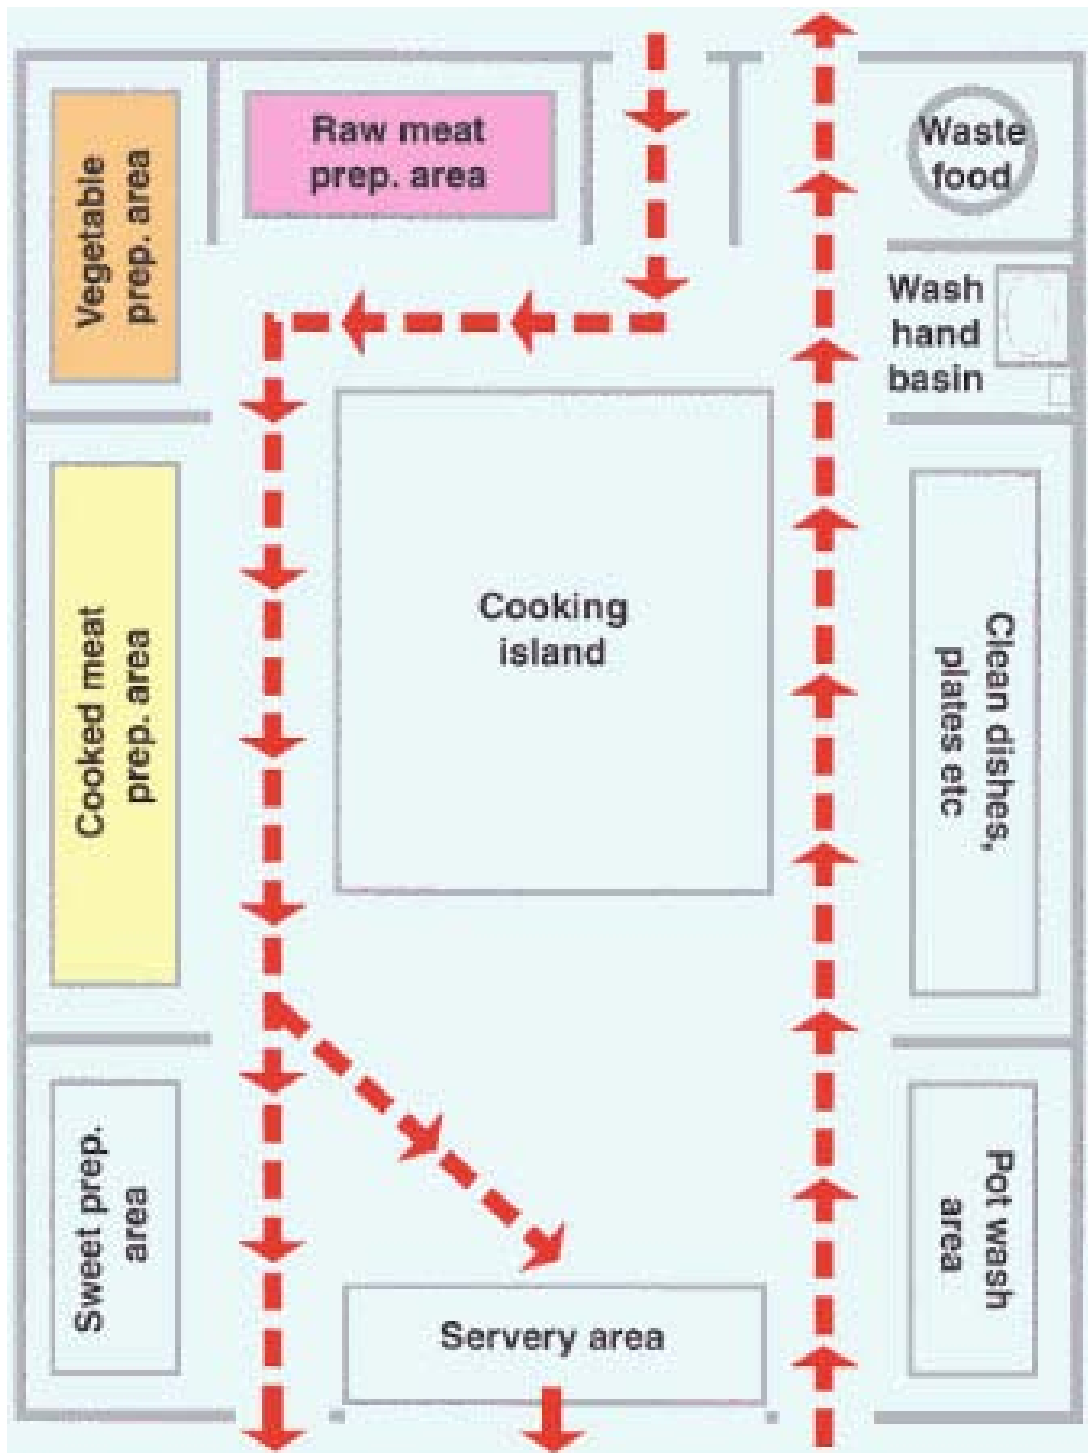 Raw meat
prep. area
Waste
food
Vegetable
prep. area
Wash
hand
basin
Cooking
island
Cooked meat
prep. area
Clean dishes,
plates etc
Sweet prep.
area
Pot wash
area
Servery area